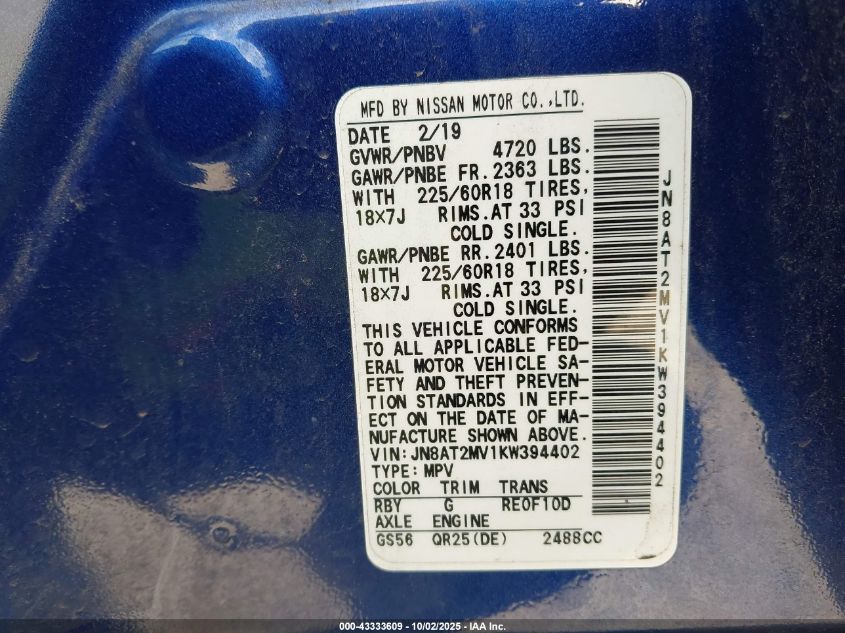 MFD BY NISSAN MOTOR CO.,LTD.
DATE 2/19
GVWR/PNBV 4720 LBS.
GAWR/PNBE FR. 2363 LBS.
WITH 225/60R18 TIRES,
18×7J RIMS.AT 33 PSI
COLD SINGLE.
GAWR/PNBE RR. 2401 LBS.
WITH 225/60R18 TIRES,
18×7J RIMS.AT 33 PSI
COLD SINGLE.
THIS VEHICLE CONFORMS
TO ALL APPLICABLE FED-
ERAL MOTOR VEHICLE SA-
FETY AND THEFT PREVEN-
TION STANDARDS IN EFF-
ECT ON THE DATE OF MA-
NUFACTURE SHOWN ABOVE.
VIN:JN8AT2MV1KW394402
TYPE:MPV
COLOR TRIM TRANS
RBY G RE0F10D
AXLE ENGINE
GS56 QR25(DE) 2488CC
JN8AT2MV1KW394402
000-43333609 - 10/02/2025 - IAA Inc.